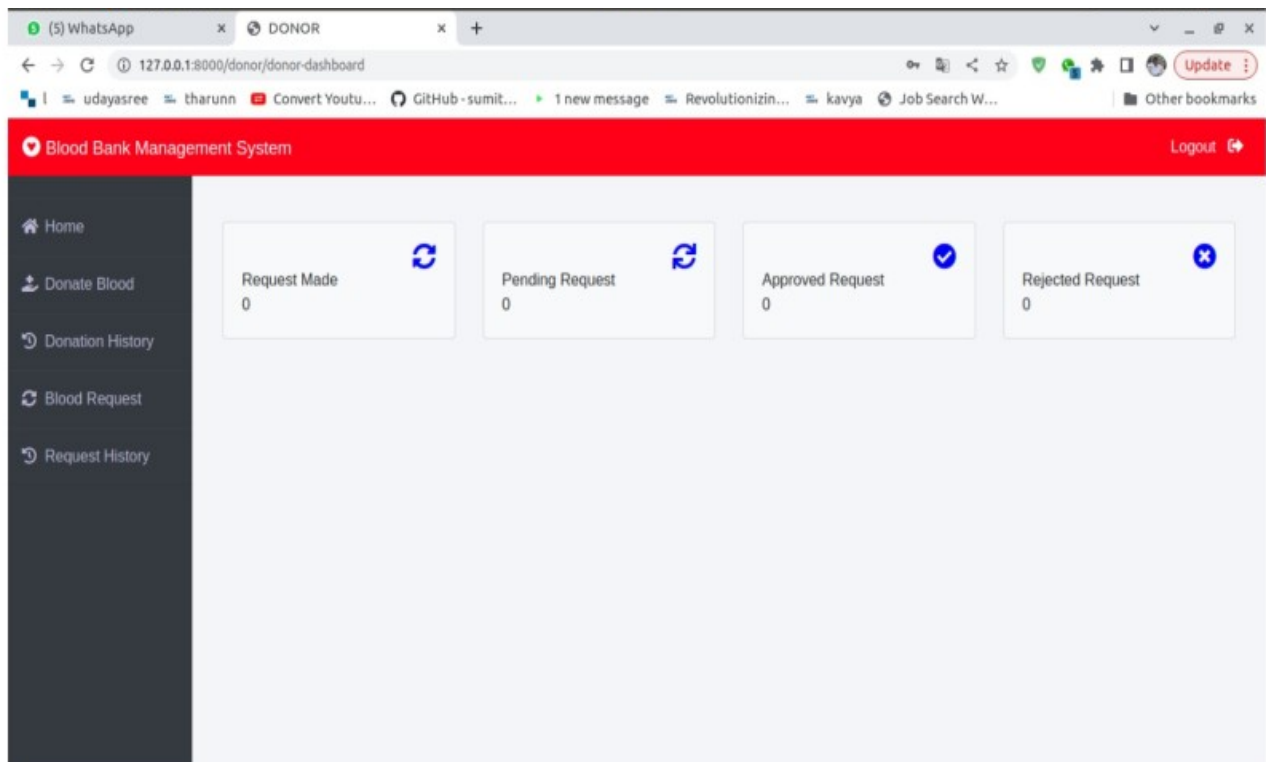 (5) WhatsApp
DONOR
127.0.0.1:8000/donor/donor-dashboard
Update
l udayasree tharunn Convert Youtu... GitHub - sumit... 1 new message Revolutionizin... kavya Job Search W... Other bookmarks
Blood Bank Management System
Logout
Home
Donate Blood
Donation History
Blood Request
Request History
Request Made
0
Pending Request
0
Approved Request
0
Rejected Request
0